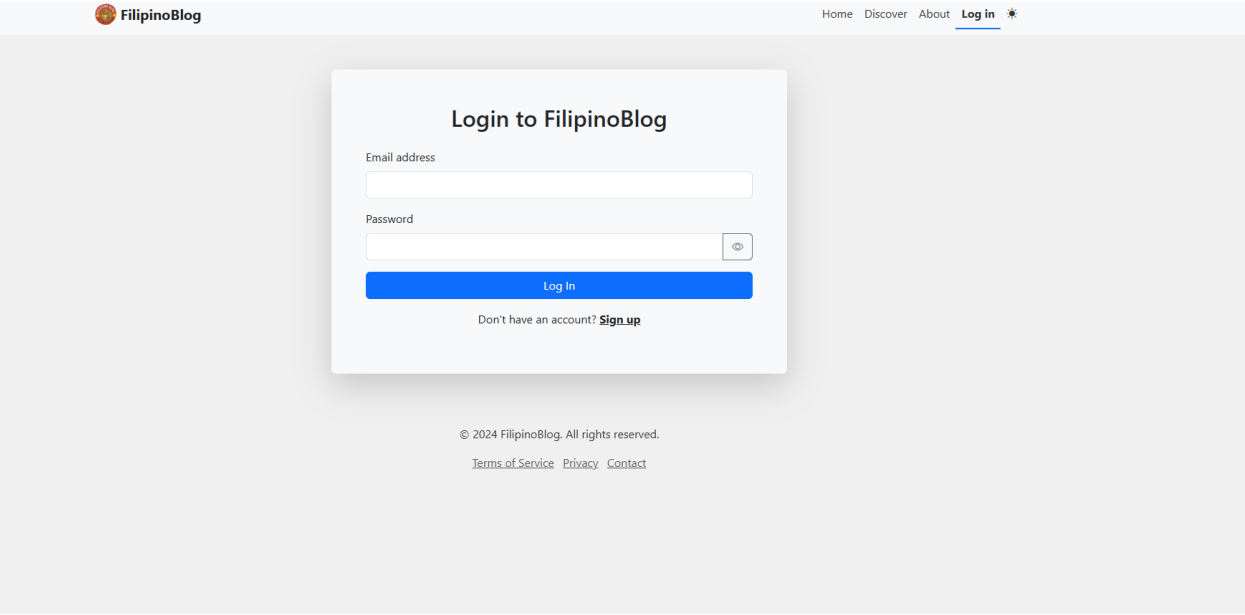 FilipinoBlog
Home Discover About Log in
Login to FilipinoBlog
Email address
Password
Log In
Don't have an account? Sign up
© 2024 FilipinoBlog. All rights reserved.
Terms of Service Privacy Contact